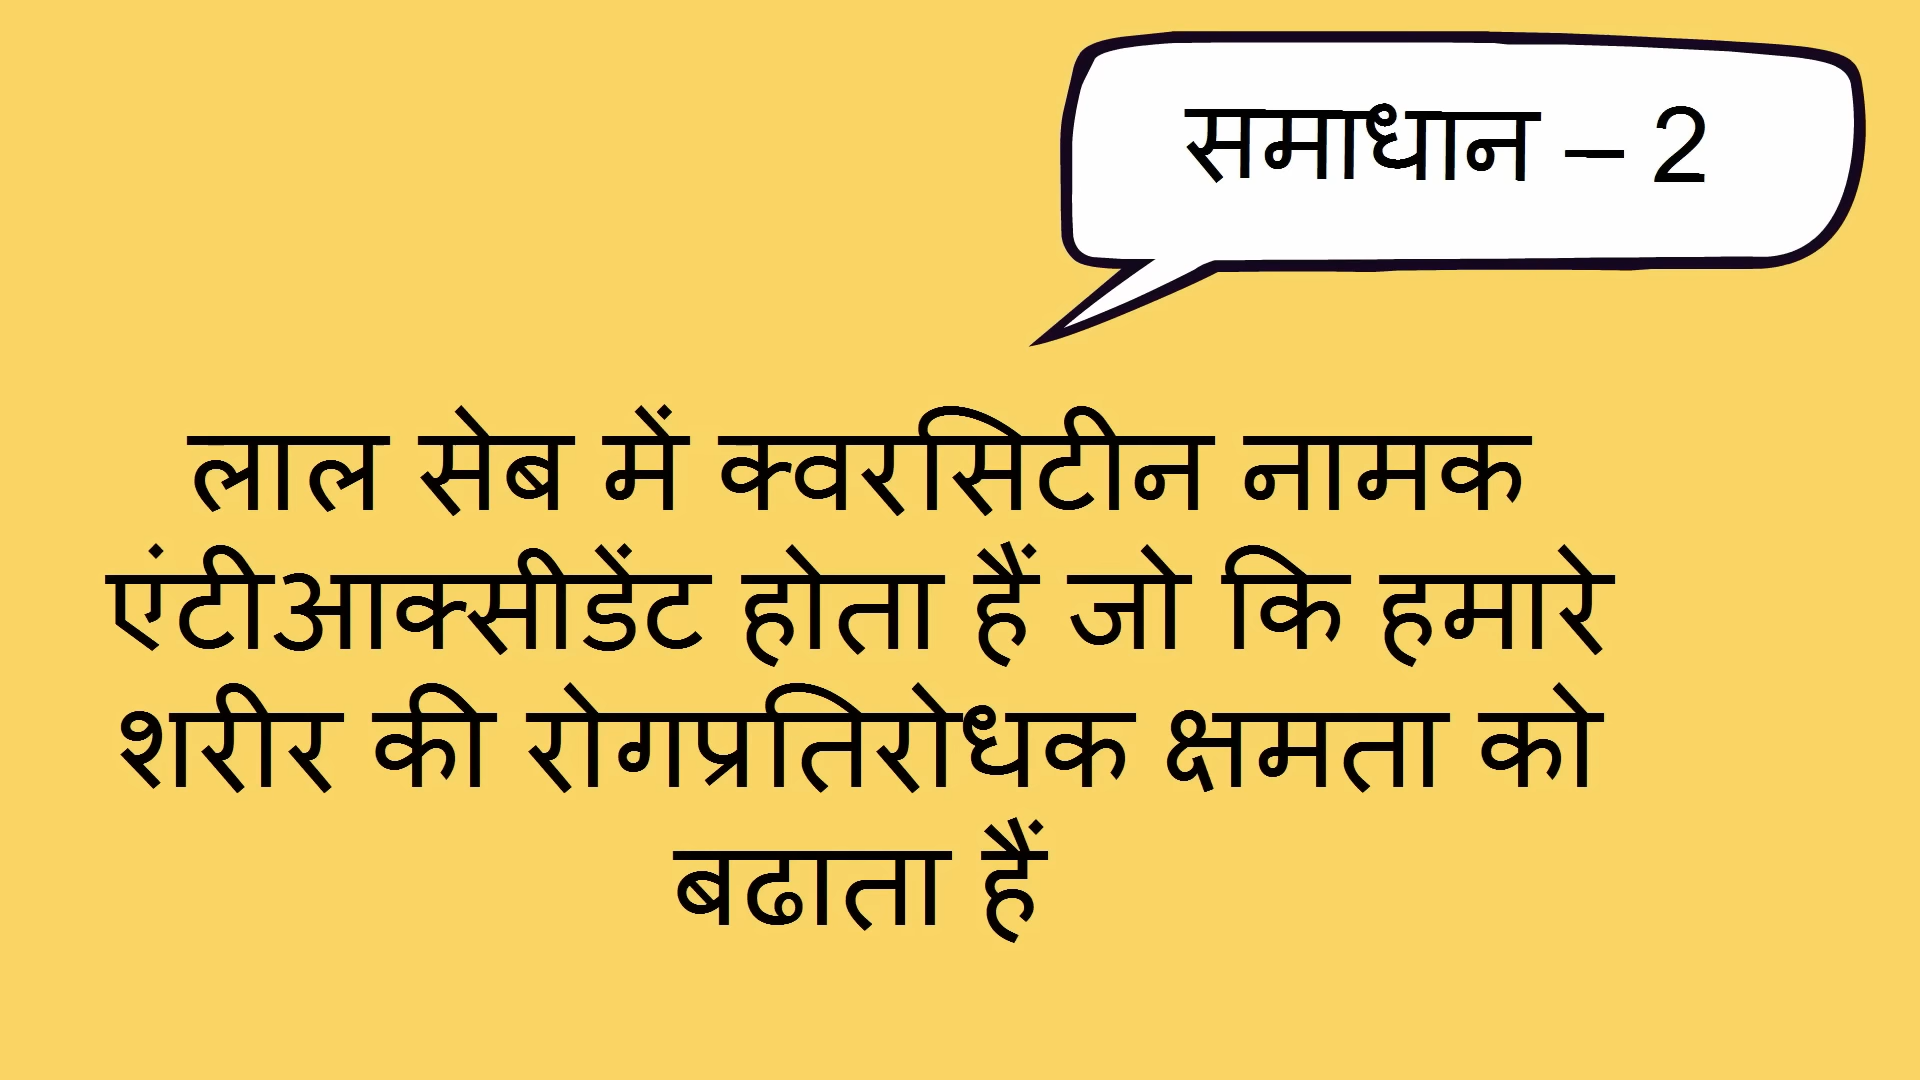 समाधान – 2
लाल सेब में क्वरसिटीन नामक
एंटीआक्सीडेंट होता हैं जो कि हमारे
शरीर की रोगप्रतिरोधक क्षमता को
बढाता हैं